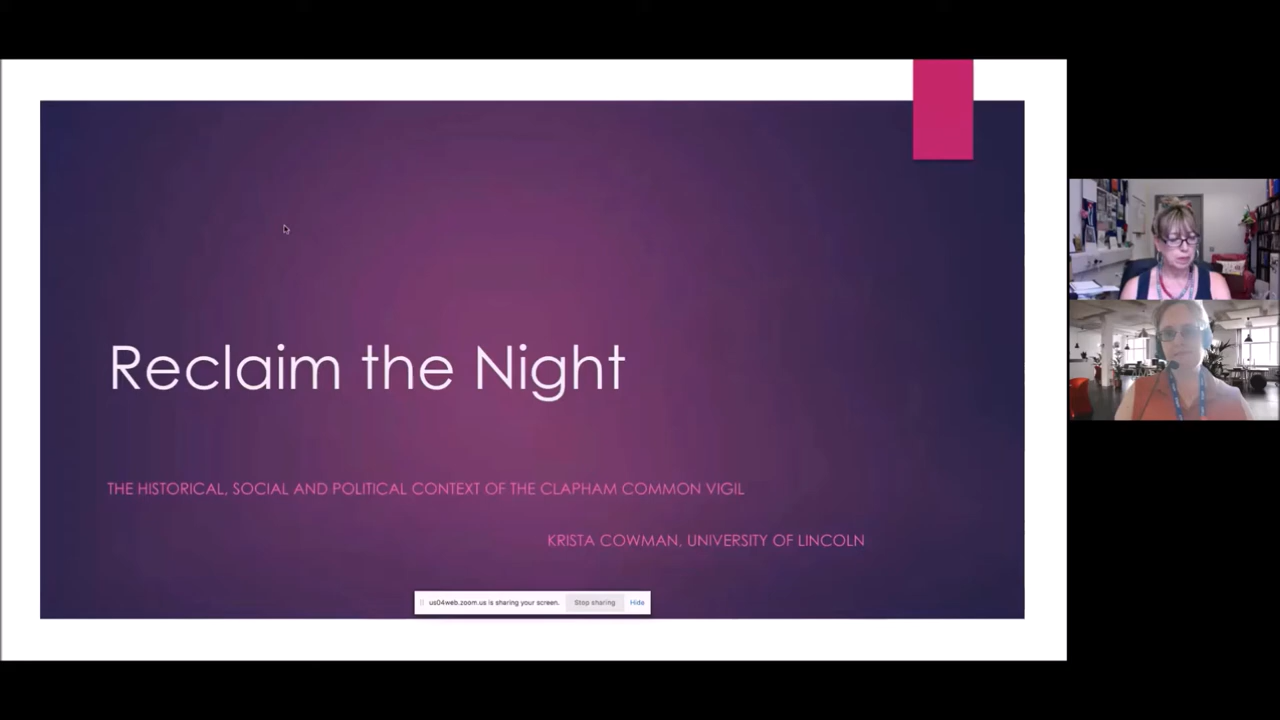 Reclaim the Night
THE HISTORICAL, SOCIAL AND POLITICAL CONTEXT OF THE CLAPHAM COMMON VIGIL
KRISTA COWMAN, UNIVERSITY OF LINCOLN
us04web.zoom.us is sharing your screen. Stop sharing Hide